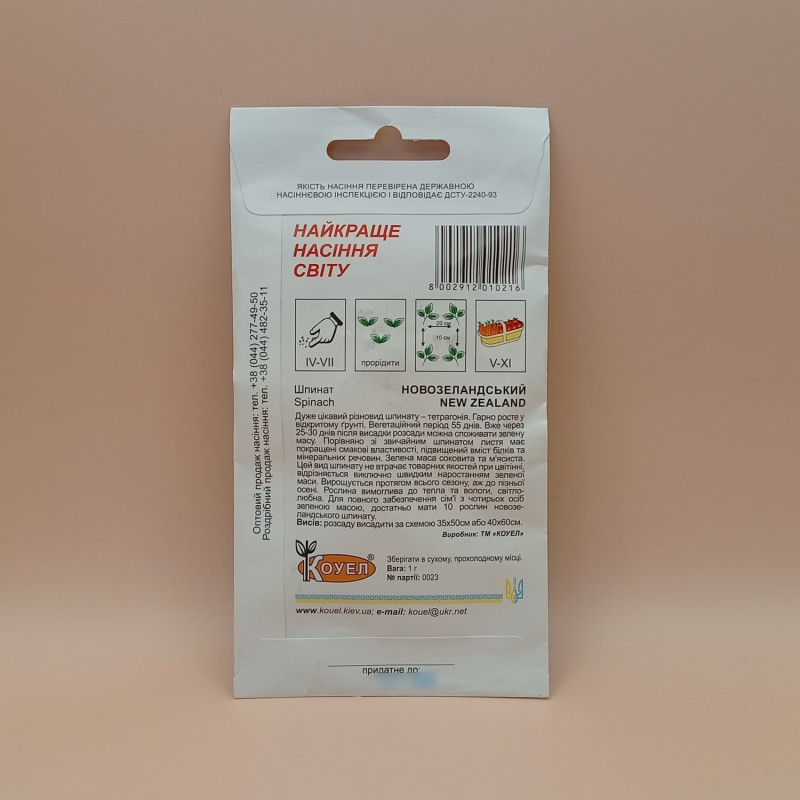 ЯКІСТЬ НАСІННЯ ПЕРЕВІРЕНА ДЕРЖАВНОЮ
НАСІННЄВОЮ ІНСПЕКЦІЄЮ І ВІДПОВІДАЄ ДСТУ-2240-93
НАЙКРАЩЕ
НАСІННЯ
СВІТУ
8 002912 010216
20 см
10 см
IV-VII
прорідити
V-XI
Шпинат
НОВОЗЕЛАНДСЬКИЙ
Spinach
NEW ZEALAND
Дуже цікавий різновид шпинату – тетрагонія. Гарно росте у
відкритому ґрунті. Вегетаційний період 55 днів. Вже через
25-30 днів після висадки розсади можна споживати зелену
масу. Порівняно зі звичайним шпинатом листя має
покращені смакові властивості, підвищений вміст білків та
мінеральних речовин. Зелена маса соковита та м'ясиста.
Цей вид шпинату не втрачає товарних якостей при цвітінні,
відрізняється виключно швидким наростанням зеленої
маси. Вирощується протягом всього сезону, аж до пізньої
осені. Рослина вимоглива до тепла та вологи, світло-
любна. Для повного забезпечення сім'ї з чотирьох осіб
зеленою масою, достатньо мати 10 рослин новозе-
ландського шпинату.
Висів: розсаду висадити за схемою 35х50см або 40х60см.
Виробник: ТМ «КОУЕЛ»
КОУЕЛ®
Зберігати в сухому, прохолодному місці.
Вага: 1 г
№ партії: 0023
www.kouel.kiev.ua; e-mail: kouel@ukr.net
придатне до:
Оптовий продаж насіння: тел. +38 (044) 277-49-50
Роздрібний продаж насіння: тел. +38 (044) 482-35-11